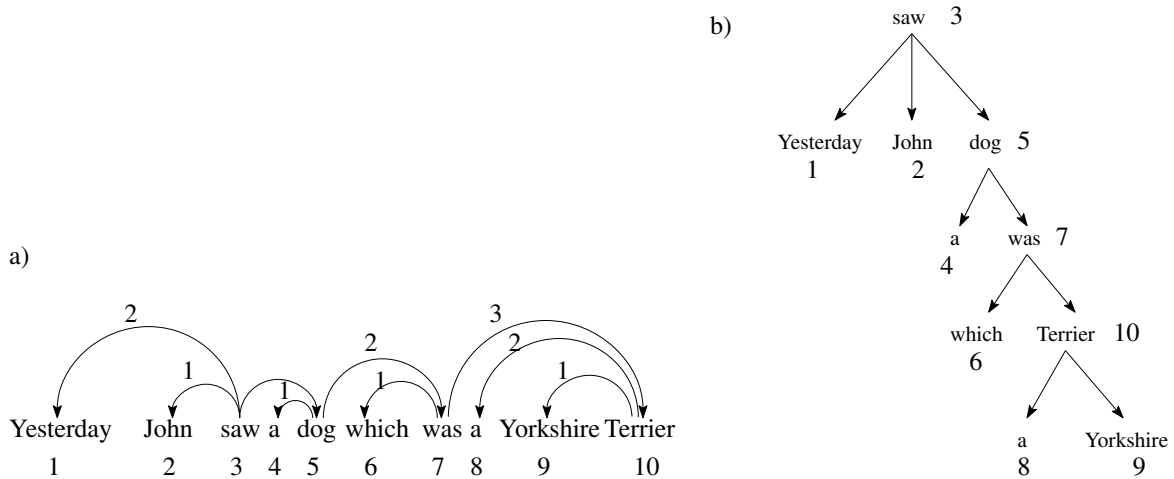 a)
2 1 1 2 1 3 2 1
Yesterday John saw a dog which was a Yorkshire Terrier
1 2 3 4 5 6 7 8 9 10
b)
saw 3
Yesterday John dog 5
1 2
a was 7
4
which Terrier 10
6
a Yorkshire
8 9